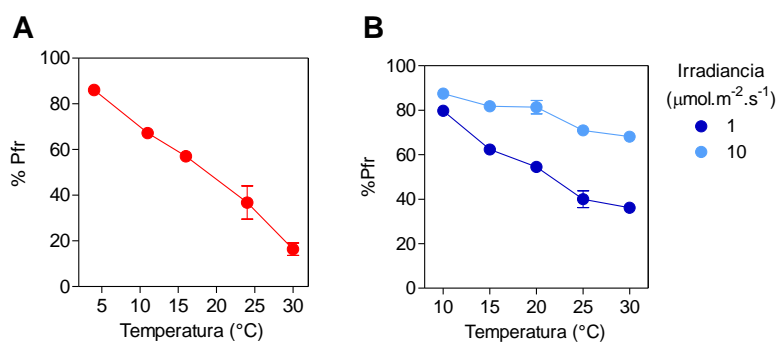 A
% Pfr
100
80
60
40
20
0
5 10 15 20 25 30
Temperatura (°C)
B
%Pfr
100
80
60
40
20
0
10 15 20 25 30
Temperatura (°C)
Irradiancia
(μmol.m⁻².s⁻¹)
1
10